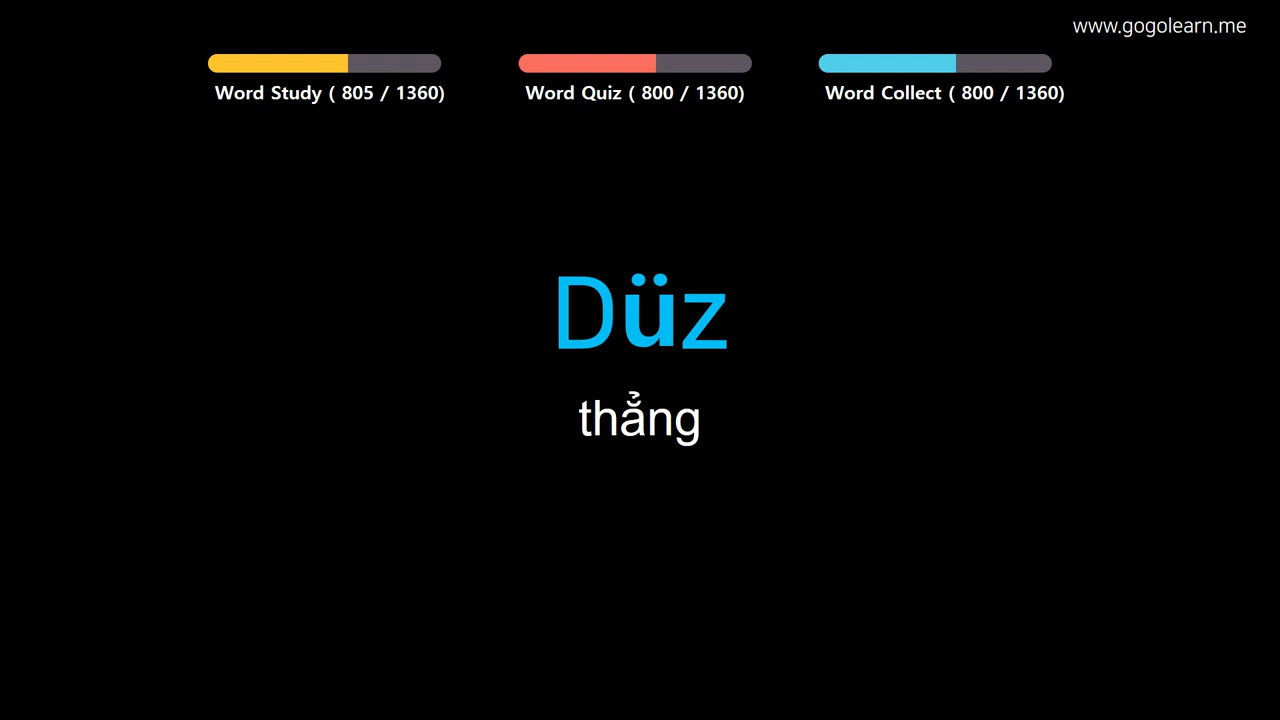 www.gogolearn.me
Word Study ( 805 / 1360)
Word Quiz ( 800 / 1360)
Word Collect ( 800 / 1360)
Düz
thẳng